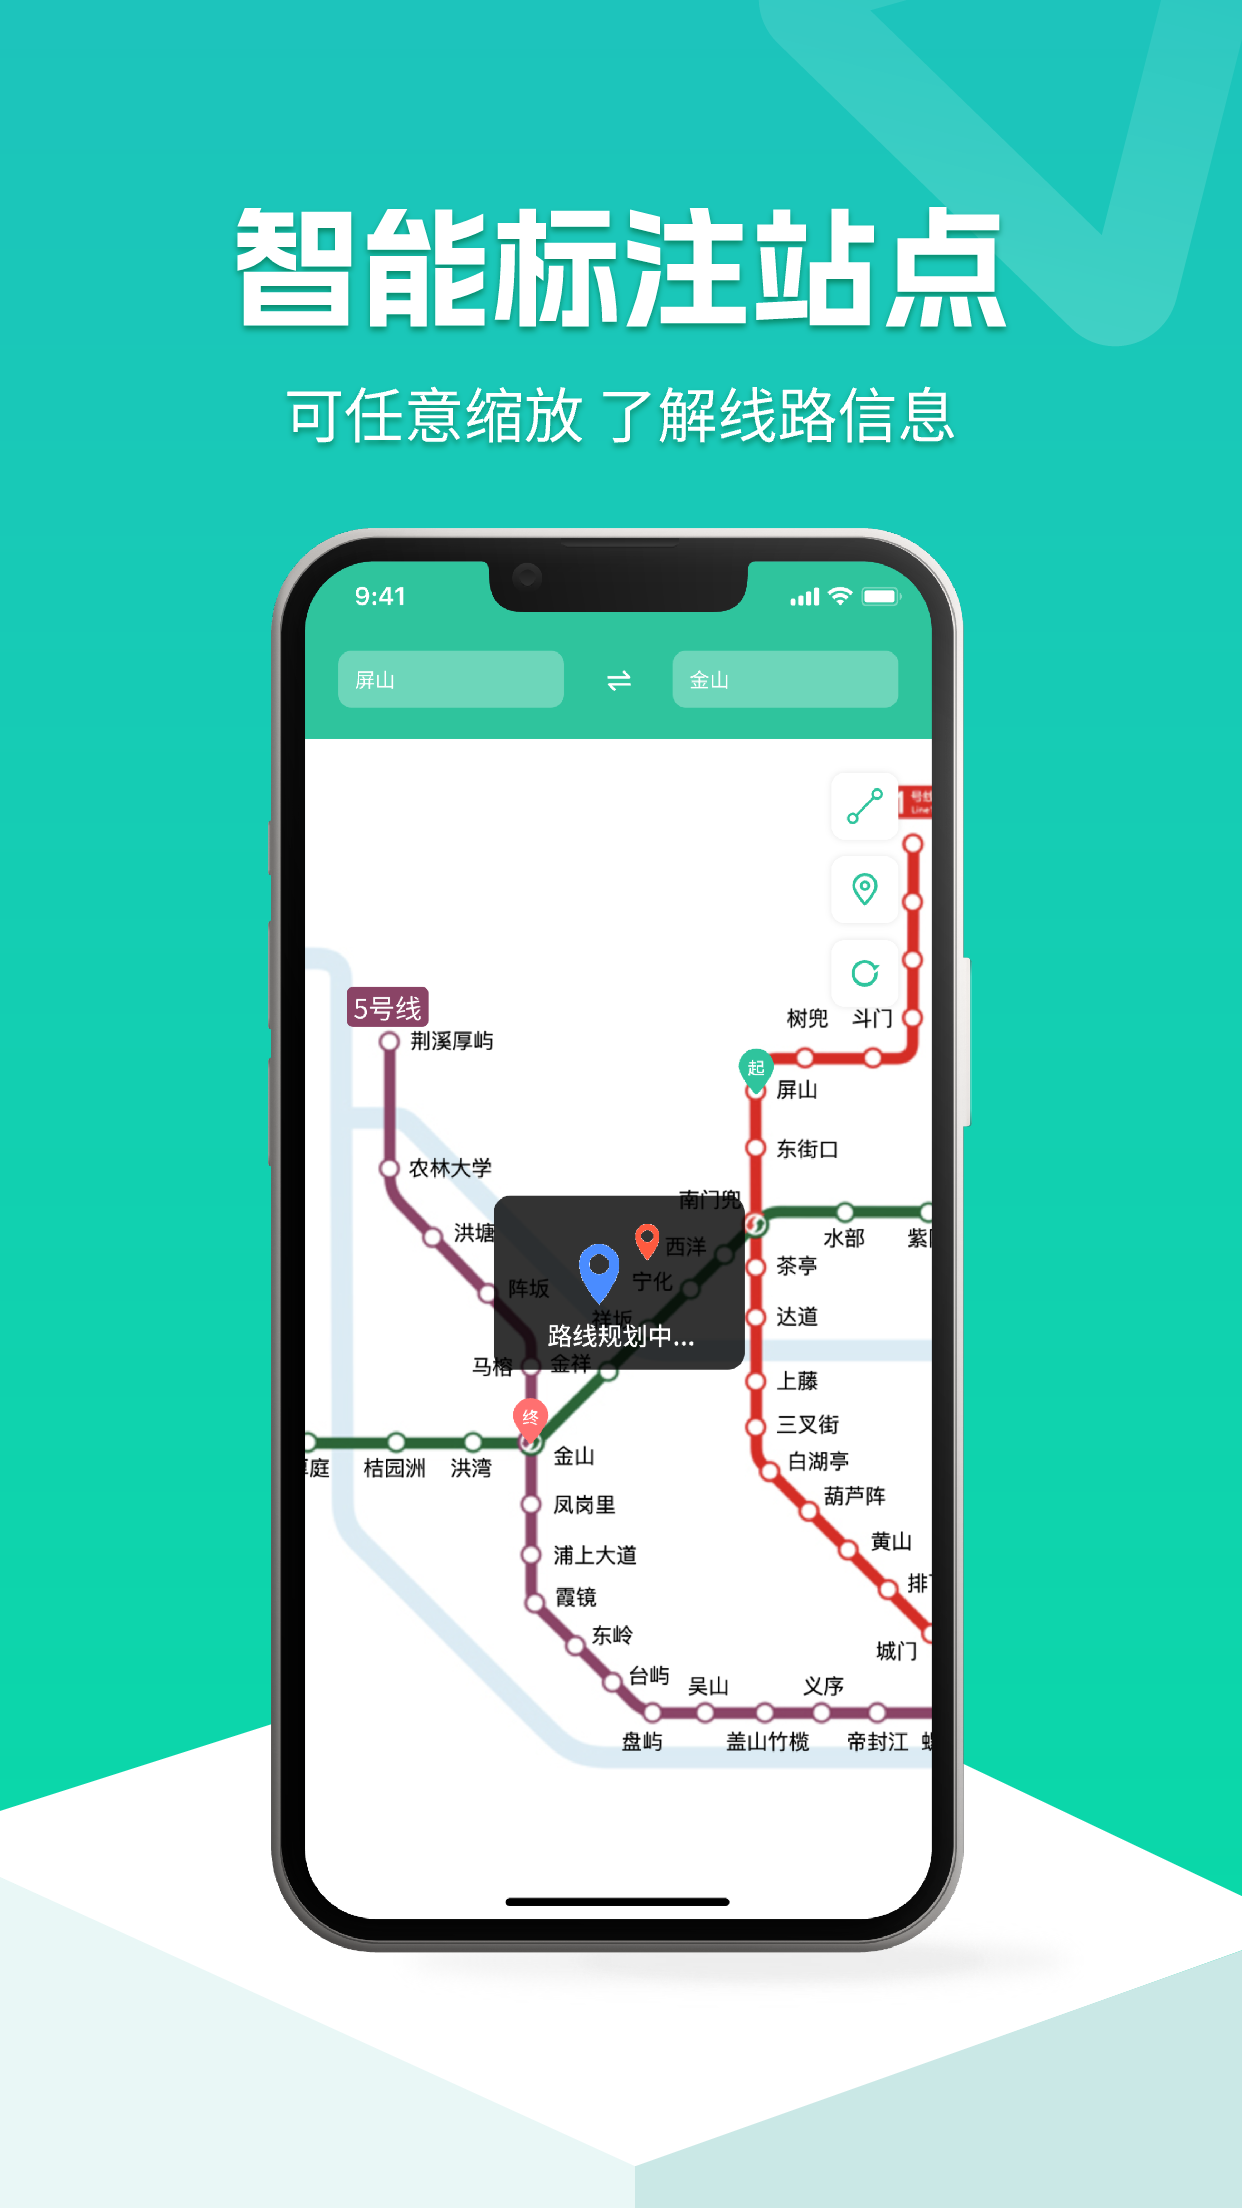 智能标注站点
可任意缩放 了解线路信息
9:41
屏山
金山
1号线
Line
5号线
荆溪厚屿
树兜
斗门
起
屏山
东街口
农林大学
南门兜
洪塘
西洋
水部
茶亭
阵坂
宁化
祥坂
达道
路线规划中...
马榕
金祥
上藤
终
三叉街
金山
白湖亭
庭
桔园洲
洪湾
葫芦阵
凤岗里
黄山
浦上大道
霞镜
东岭
城门
台屿
吴山
义序
盘屿
盖山竹榄
帝封江